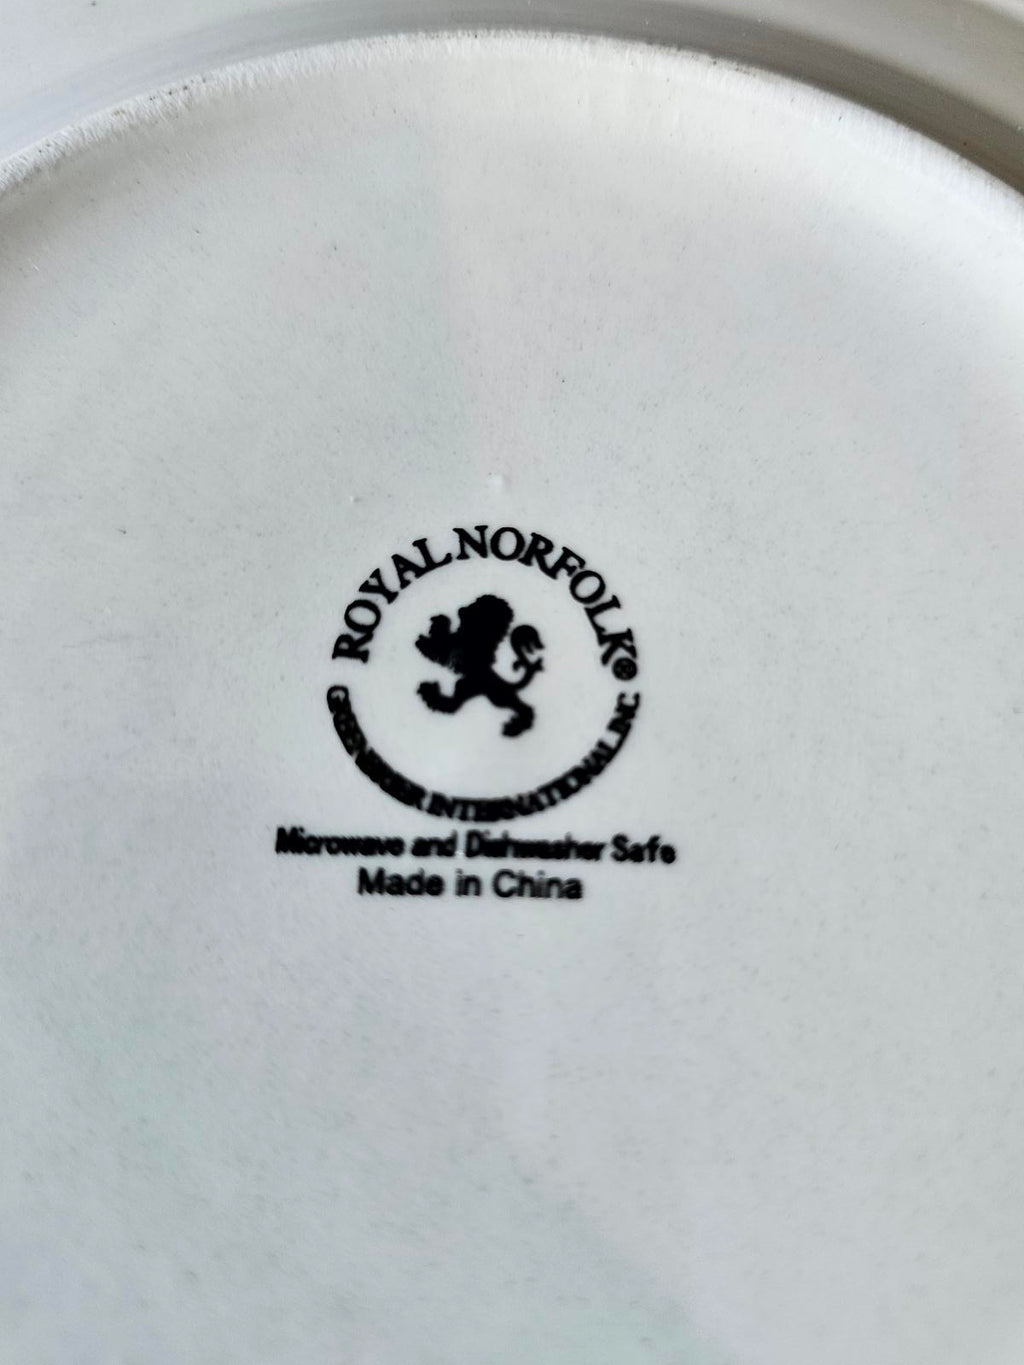 ROYAL NORFOLK®
GREENBRIER INTERNATIONAL, INC
Microwave and Dishwasher Safe
Made in China